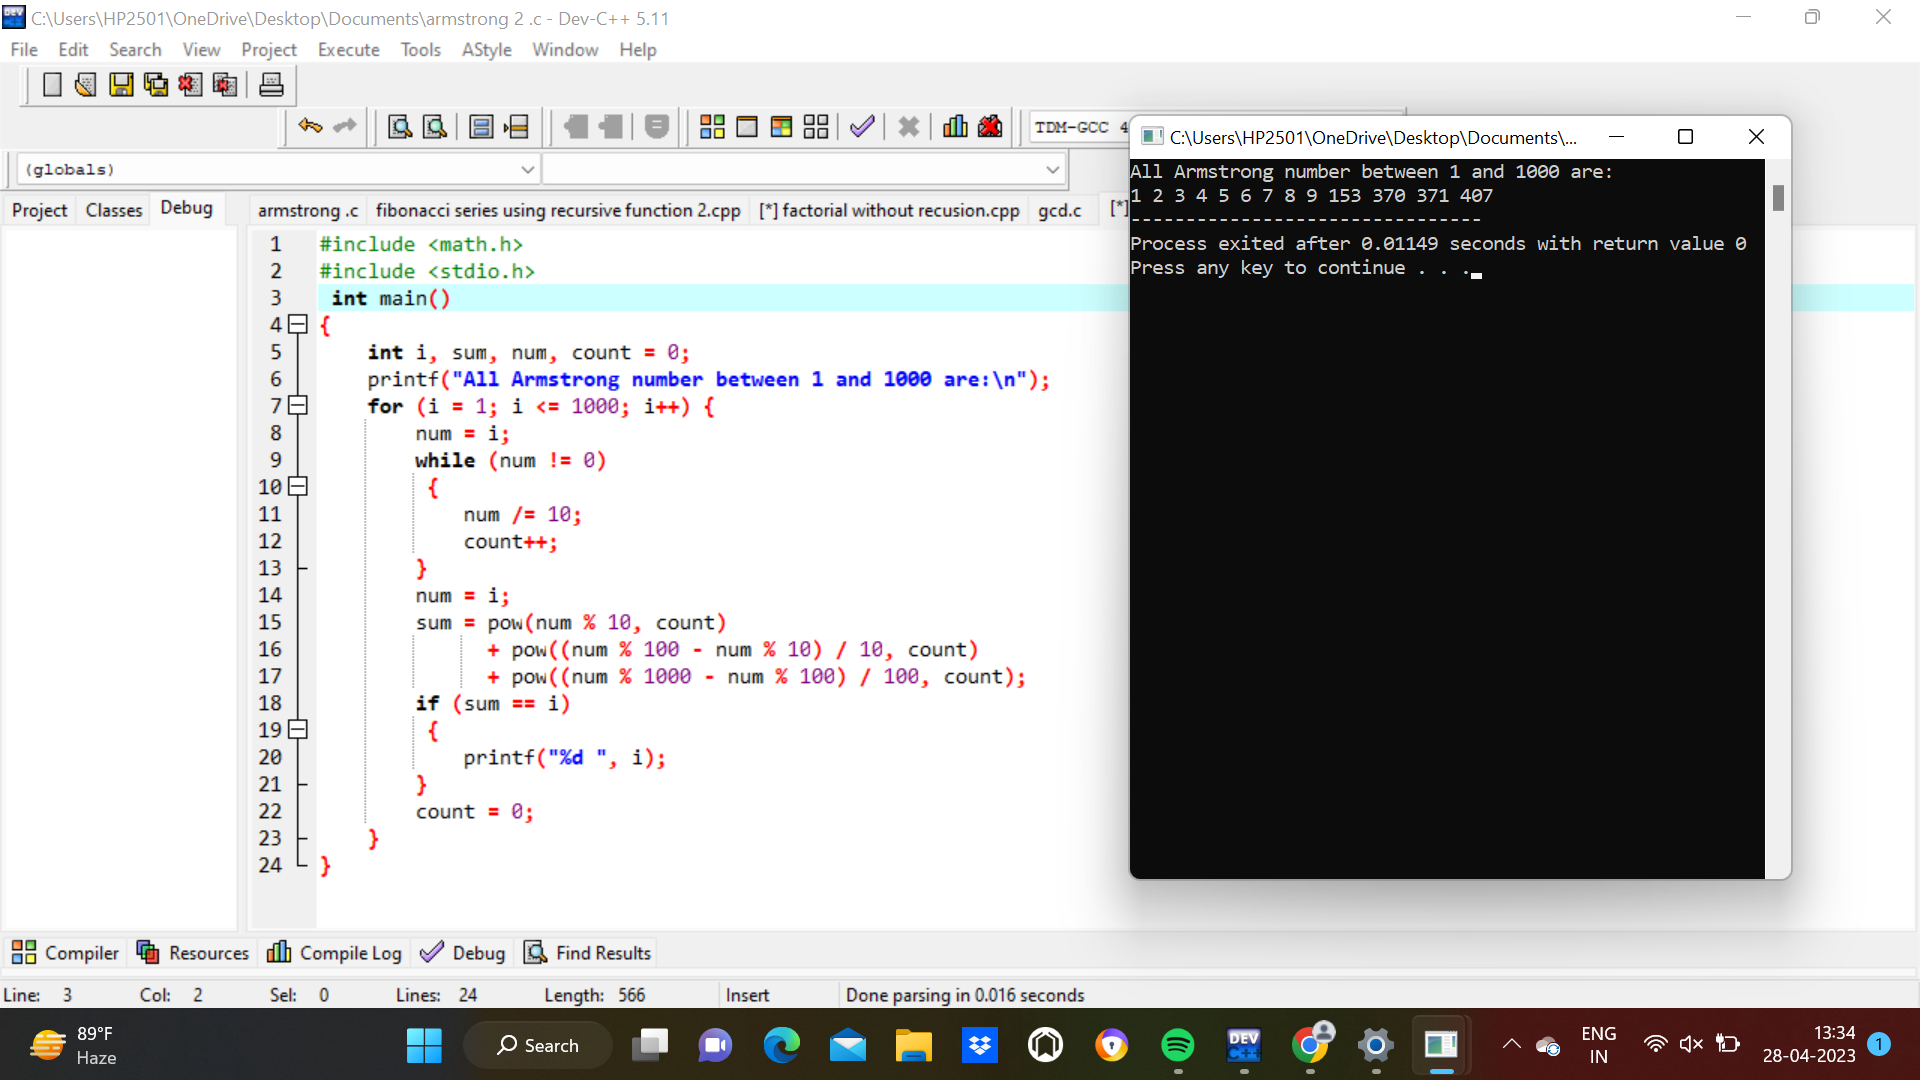 C:\Users\HP2501\OneDrive\Desktop\Documents\armstrong 2 .c - Dev-C++ 5.11
File Edit Search View Project Execute Tools AStyle Window Help
TDM-GCC 4
(globals)
Project Classes Debug
armstrong .c fibonacci series using recursive function 2.cpp [*] factorial without recusion.cpp gcd.c [*]
1 #include <math.h>
2 #include <stdio.h>
3 int main()
4 {
5 int i, sum, num, count = 0;
6 printf("All Armstrong number between 1 and 1000 are:\n");
7 for (i = 1; i <= 1000; i++) {
8 num = i;
9 while (num != 0)
10 {
11 num /= 10;
12 count++;
13 }
14 num = i;
15 sum = pow(num % 10, count)
16 + pow((num % 100 - num % 10) / 10, count)
17 + pow((num % 1000 - num % 100) / 100, count);
18 if (sum == i)
19 {
20 printf("%d ", i);
21 }
22 count = 0;
23 }
24 }
C:\Users\HP2501\OneDrive\Desktop\Documents\...
All Armstrong number between 1 and 1000 are:
1 2 3 4 5 6 7 8 9 153 370 371 407
--------------------------------
Process exited after 0.01149 seconds with return value 0
Press any key to continue . . .
Compiler Resources Compile Log Debug Find Results
Line: 3 Col: 2 Sel: 0 Lines: 24 Length: 566 Insert Done parsing in 0.016 seconds
89°F
Haze
Search
DEV
C++
ENG
IN
13:34
28-04-2023
1